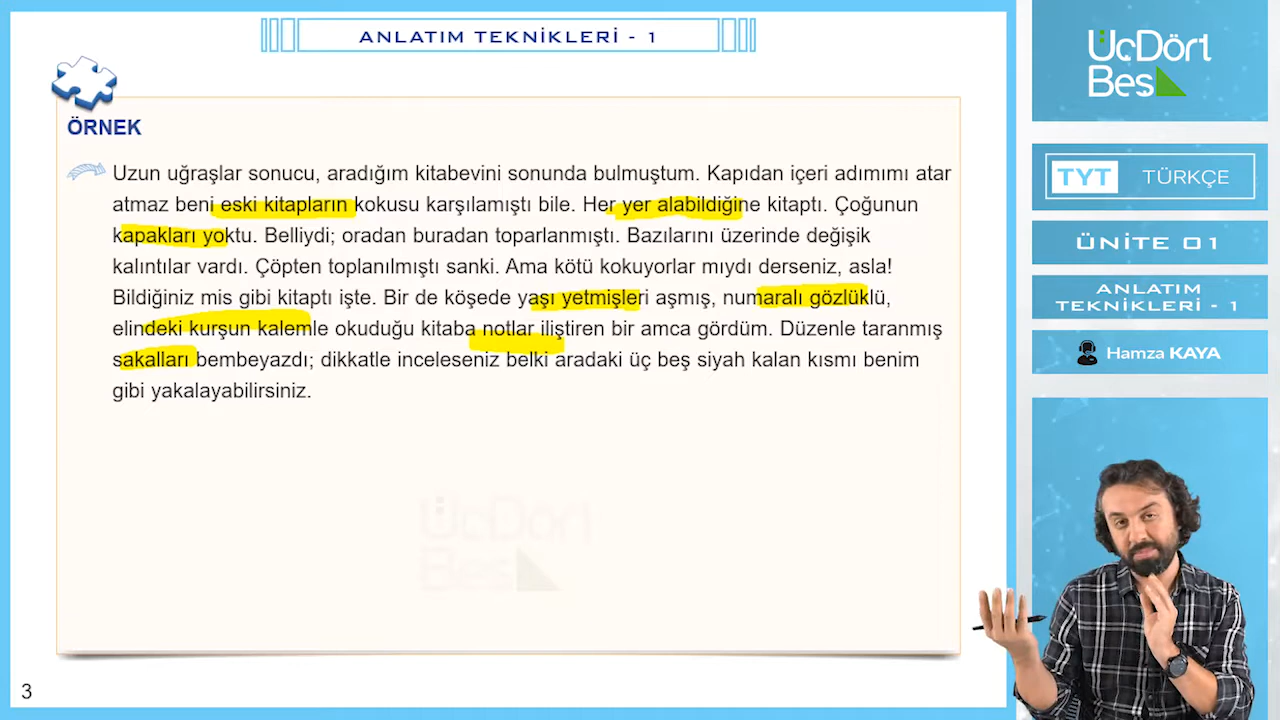 ANLATIM TEKNİKLERİ - 1
ÖRNEK
Uzun uğraşlar sonucu, aradığım kitabevini sonunda bulmuştum. Kapıdan içeri adımımı atar
atmaz beni eski kitapların kokusu karşılamıştı bile. Her yer alabildiğine kitaptı. Çoğunun
kapakları yoktu. Belliydi; oradan buradan toparlanmıştı. Bazılarını üzerinde değişik
kalıntılar vardı. Çöpten toplanılmıştı sanki. Ama kötü kokuyorlar mıydı derseniz, asla!
Bildiğiniz mis gibi kitaptı işte. Bir de köşede yaşı yetmişleri aşmış, numaralı gözlüklü,
elindeki kurşun kalemle okuduğu kitaba notlar iliştiren bir amca gördüm. Düzenle taranmış
sakalları bembeyazdı; dikkatle inceleseniz belki aradaki üç beş siyah kalan kısmı benim
gibi yakalayabilirsiniz.
ÜçDört
Beş
3
ÜçDört
Beş
TYT TÜRKÇE
ÜNİTE 01
ANLATIM
TEKNİKLERİ - 1
Hamza KAYA